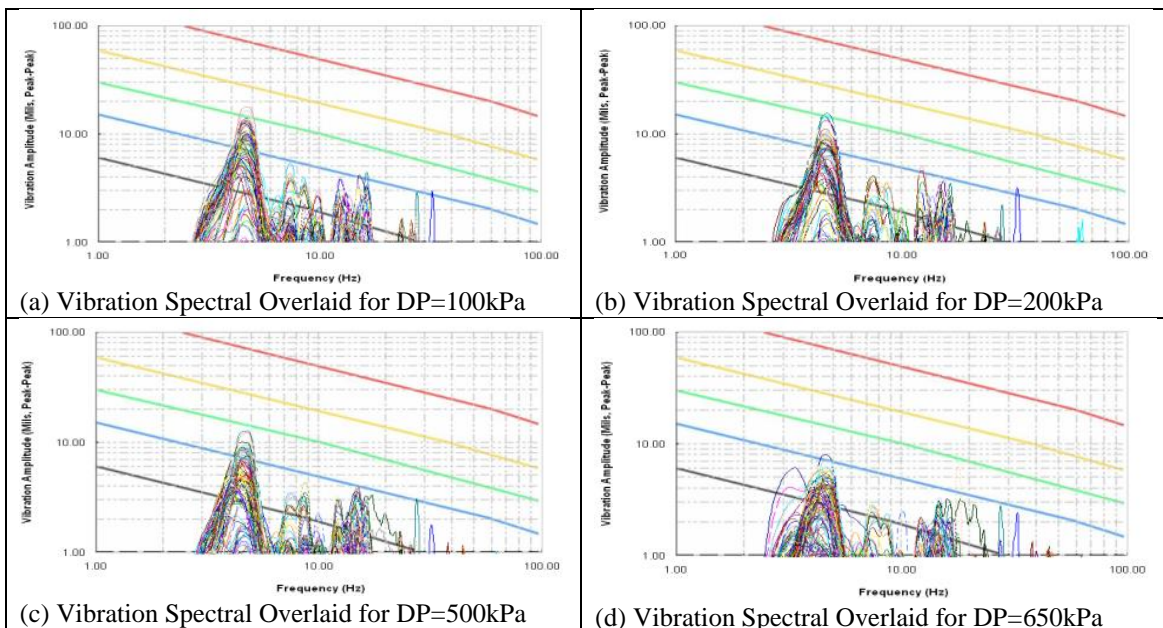 100.00
10.00
1.00
Vibration Amplitude (Mils, Peak-Peak)
1.00 10.00 100.00
Frequency (Hz)
(a) Vibration Spectral Overlaid for DP=100kPa
100.00
10.00
1.00
Vibration Amplitude (Mils, Peak-Peak)
1.00 10.00 100.00
Frequency (Hz)
(b) Vibration Spectral Overlaid for DP=200kPa
100.00
10.00
1.00
Vibration Amplitude (Mils, Peak-Peak)
1.00 10.00 100.00
Frequency (Hz)
(c) Vibration Spectral Overlaid for DP=500kPa
100.00
10.00
1.00
Vibration Amplitude (Mils, Peak-Peak)
1.00 10.00 100.00
Frequency (Hz)
(d) Vibration Spectral Overlaid for DP=650kPa